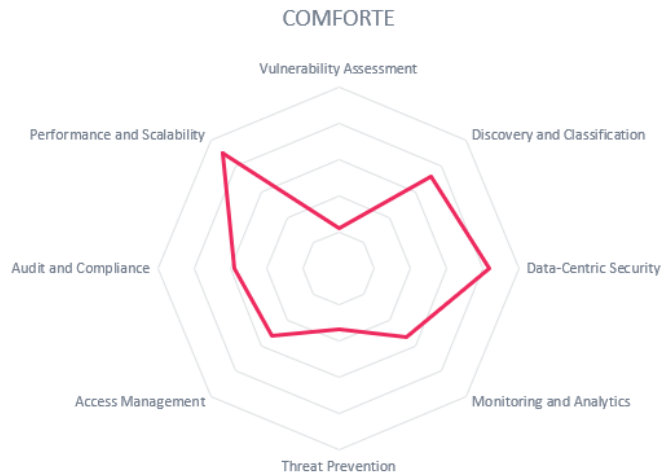 COMFORTE
Vulnerability Assessment
Performance and Scalability
Discovery and Classification
Audit and Compliance
Data-Centric Security
Access Management
Monitoring and Analytics
Threat Prevention